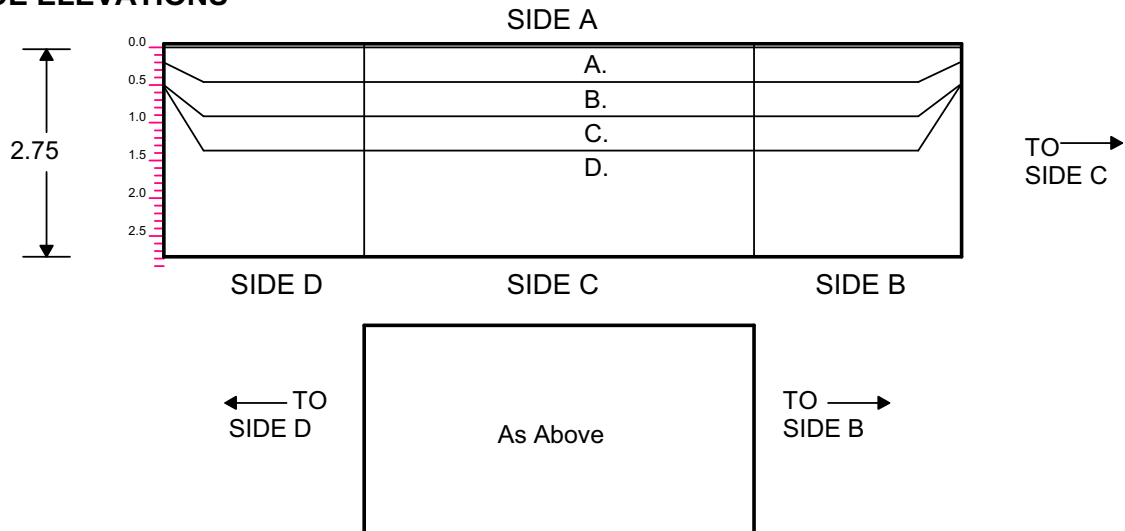 ELEVATIONS
SIDE A
0.0
0.5
1.0
1.5
2.0
2.5
2.75
A.
B.
C.
D.
TO
SIDE C
SIDE D
SIDE C
SIDE B
TO
SIDE D
As Above
TO
SIDE B